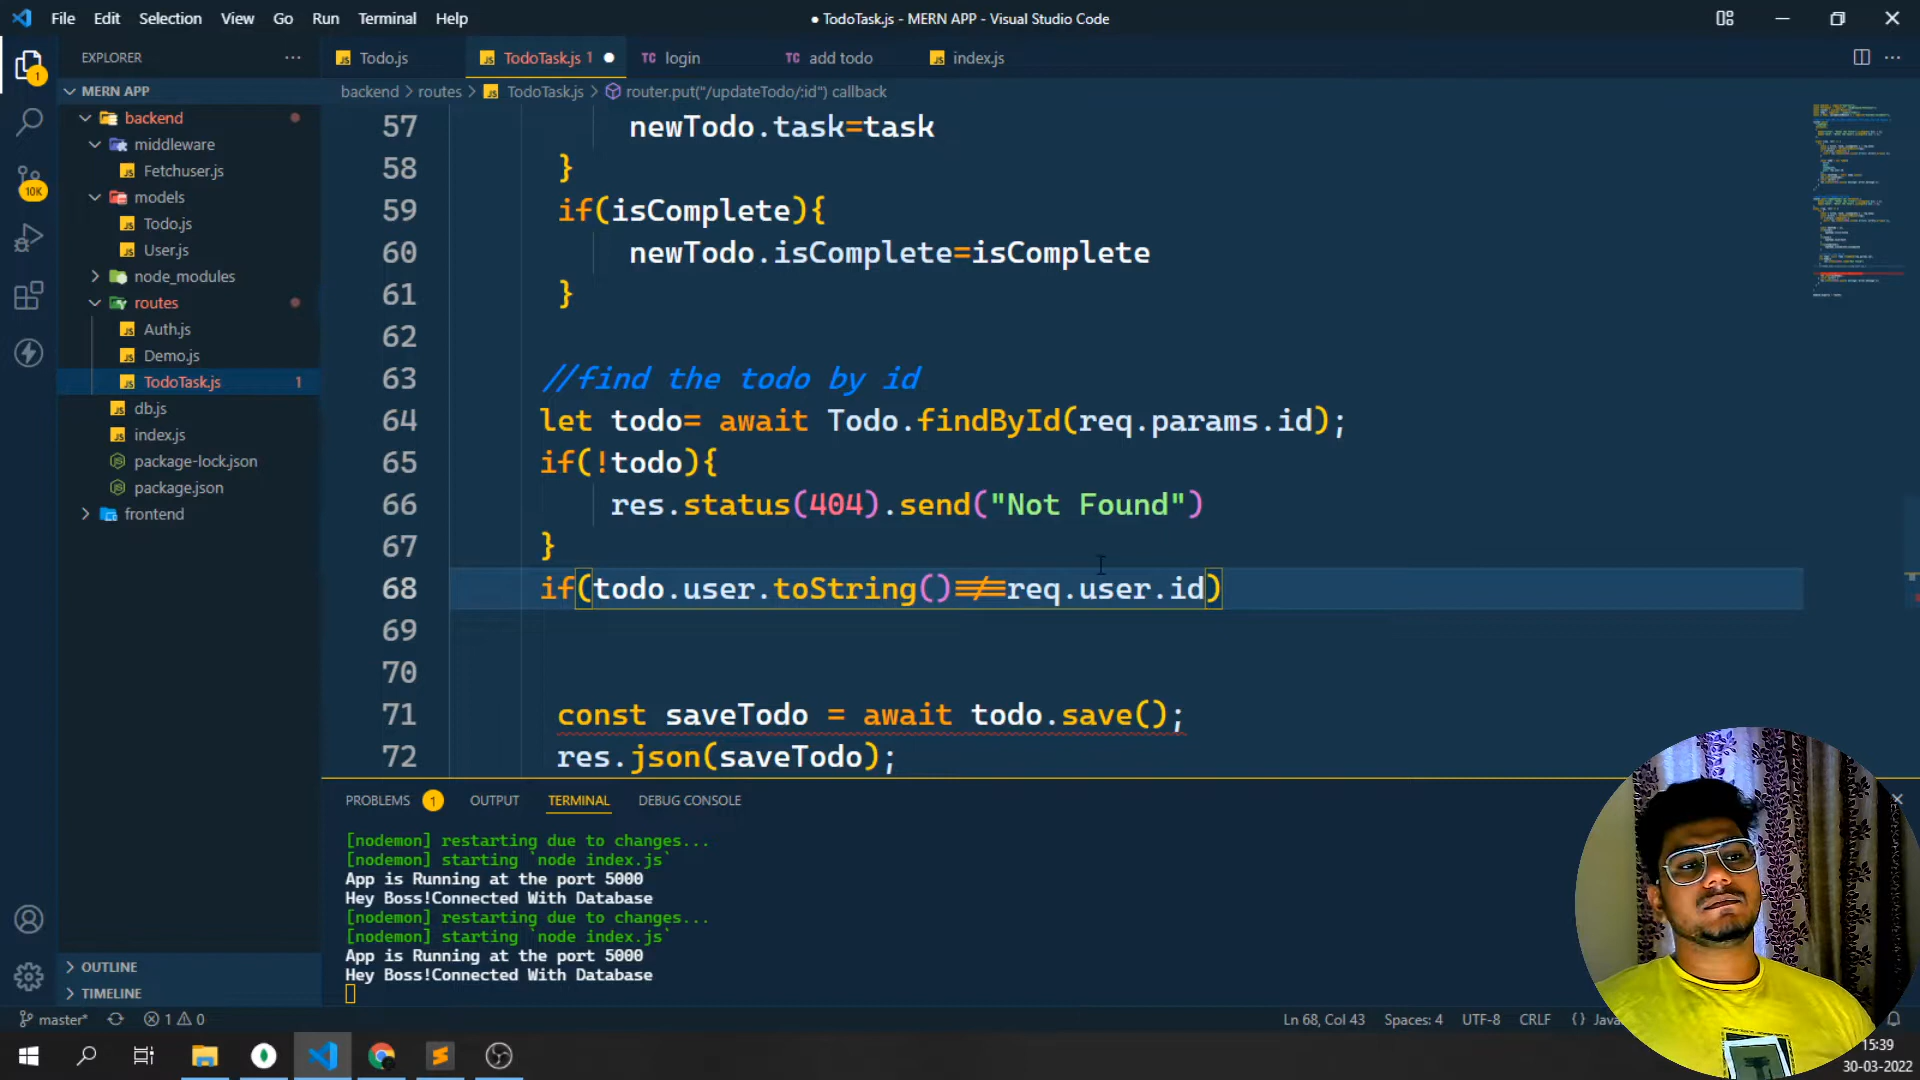 File Edit Selection View Go Run Terminal Help
● TodoTask.js - MERN APP - Visual Studio Code
EXPLORER
Todo.js
TodoTask.js 1
TC login
TC add todo
index.js
MERN APP
backend > routes > TodoTask.js > router.put("/updateTodo/:id") callback
backend
middleware
Fetchuser.js
models
Todo.js
User.js
node_modules
routes
Auth.js
Demo.js
TodoTask.js 1
db.js
index.js
package-lock.json
package.json
frontend
1
10K
57 newTodo.task=task
58 }
59 if(isComplete){
60 newTodo.isComplete=isComplete
61 }
62
63 //find the todo by id
64 let todo= await Todo.findById(req.params.id);
65 if(!todo){
66 res.status(404).send("Not Found")
67 }
68 if(todo.user.toString()!==req.user.id)
69
70
71 const saveTodo = await todo.save();
72 res.json(saveTodo);
PROBLEMS 1 OUTPUT TERMINAL DEBUG CONSOLE
[nodemon] restarting due to changes...
[nodemon] starting `node index.js`
App is Running at the port 5000
Hey Boss!Connected With Database
[nodemon] restarting due to changes...
[nodemon] starting `node index.js`
App is Running at the port 5000
Hey Boss!Connected With Database
OUTLINE
TIMELINE
master* 1 0
Ln 68, Col 43 Spaces: 4 UTF-8 CRLF {}
15:39
30-03-2022